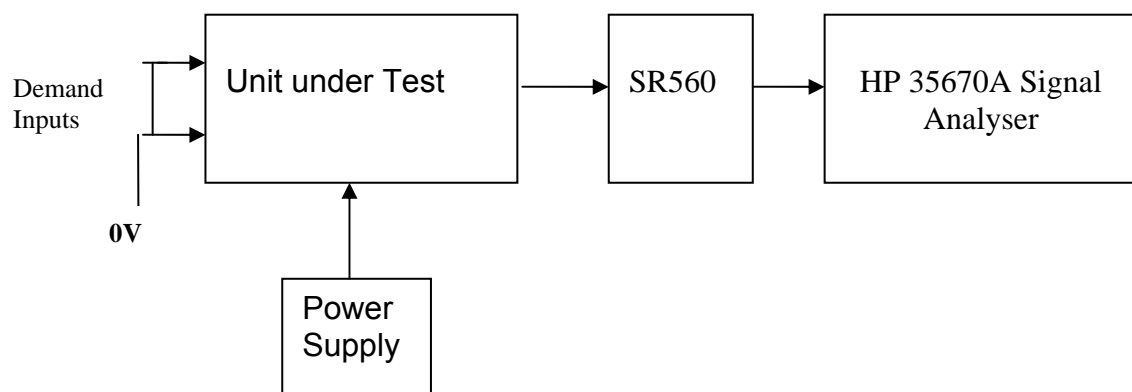 Demand
Inputs
0V
Unit under Test
SR560
HP 35670A Signal
Analyser
Power
Supply